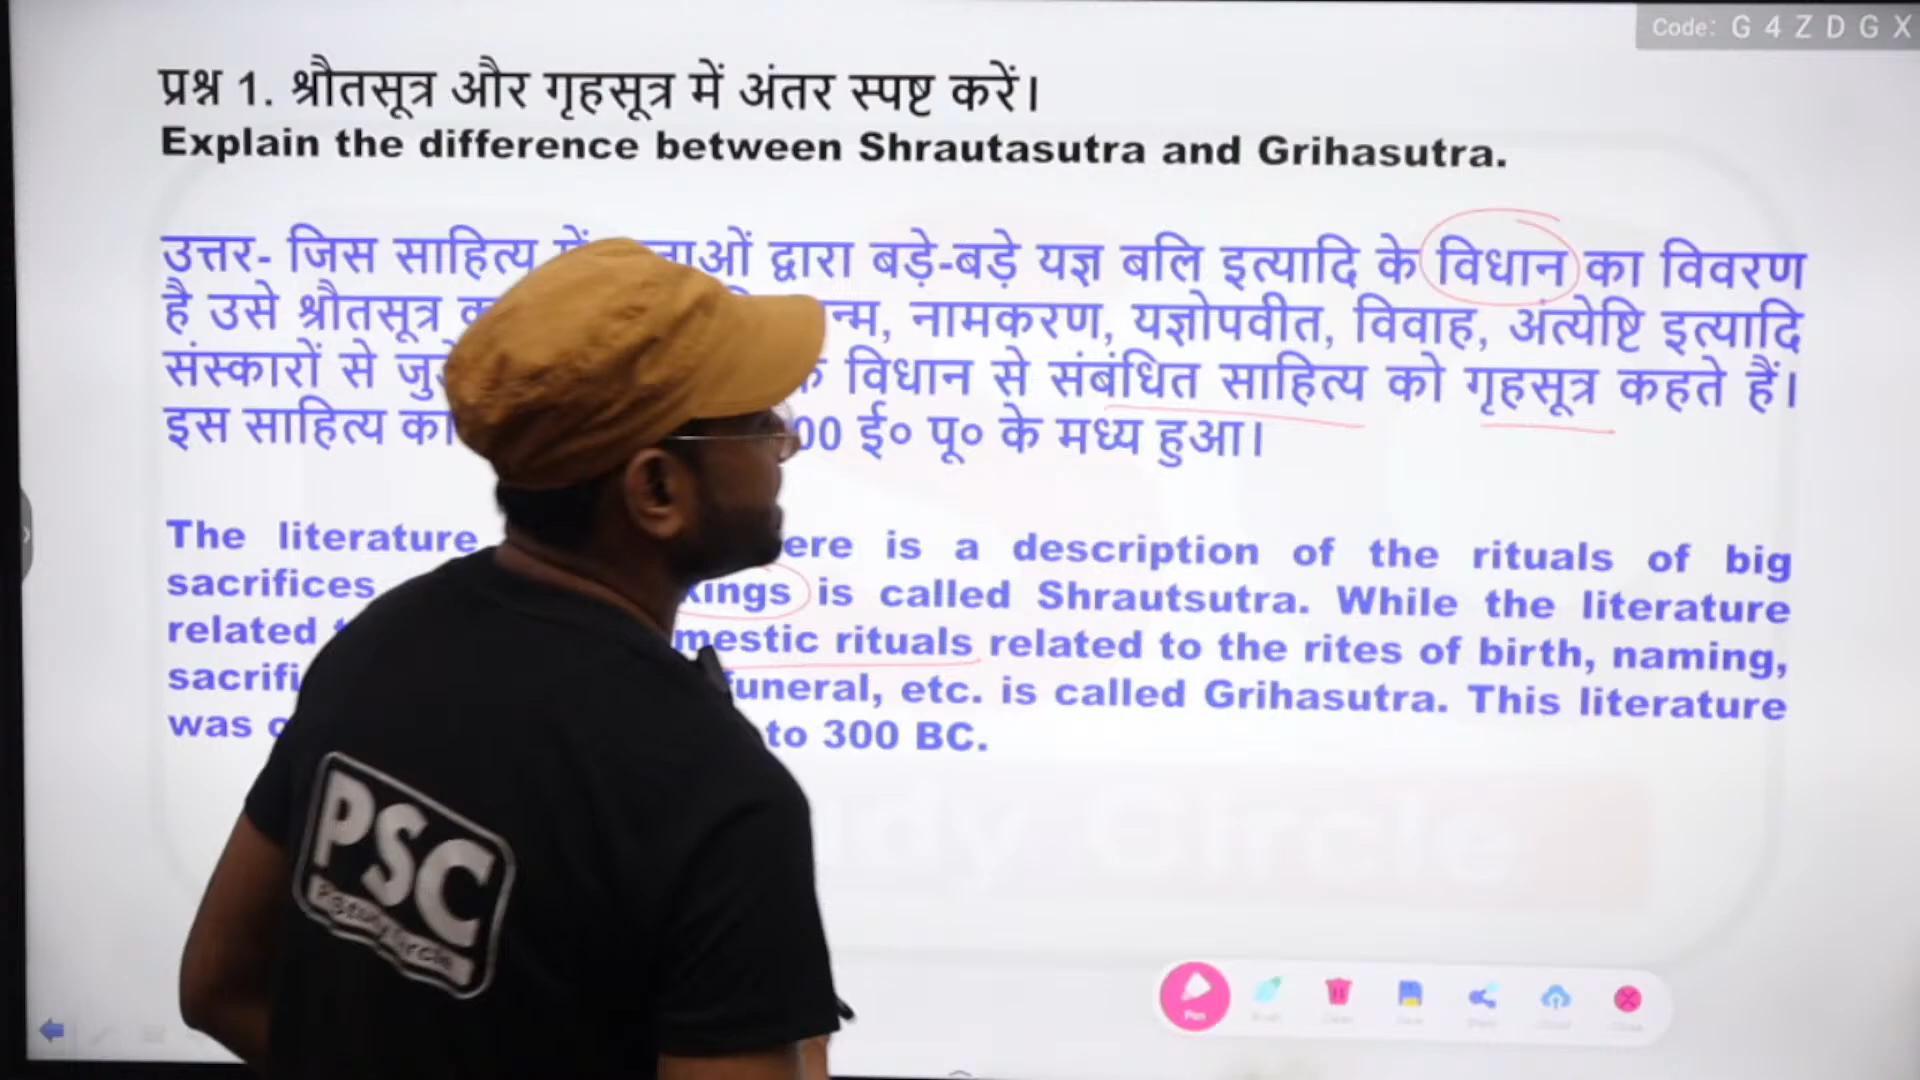 Code: G 4 Z D G X
प्रश्न 1. श्रौतसूत्र और गृहसूत्र में अंतर स्पष्ट करें।
Explain the difference between Shrautasutra and Grihasutra.
उत्तर- जिस साहित्य में द्वारा बड़े-बड़े यज्ञ बलि इत्यादि के विधान का विवरण
है उसे श्रौतसूत्र नामकरण, यज्ञोपवीत, विवाह, अंत्येष्टि इत्यादि
संस्कारों से विधान से संबंधित साहित्य को गृहसूत्र कहते हैं।
इस साहित्य का ई० पू० के मध्य हुआ।
The literature is a description of the rituals of big
sacrifices kings is called Shrautsutra. While the literature
related rituals related to the rites of birth, naming,
funeral, etc. is called Grihasutra. This literature
was to 300 BC.
PSC
Study Circle
Pen